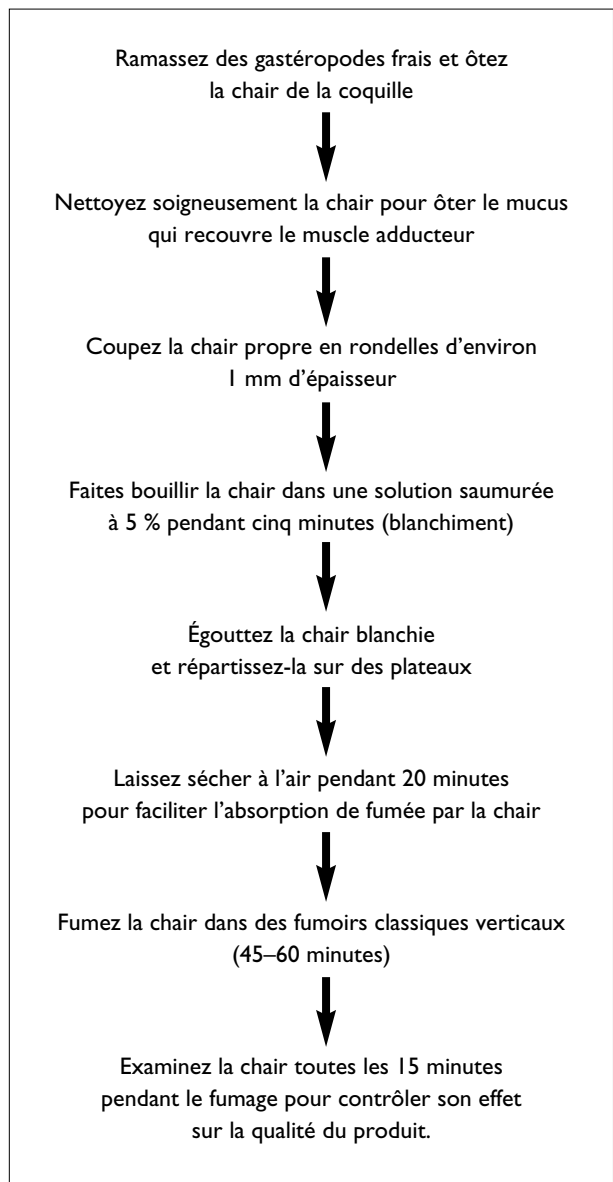 Ramassez des gastéropodes frais et ôtez
la chair de la coquille
Nettoyez soigneusement la chair pour ôter le mucus
qui recouvre le muscle adducteur
Coupez la chair propre en rondelles d’environ
1 mm d’épaisseur
Faites bouillir la chair dans une solution saumurée
à 5 % pendant cinq minutes (blanchiment)
Égouttez la chair blanchie
et répartissez-la sur des plateaux
Laissez sécher à l’air pendant 20 minutes
pour faciliter l’absorption de fumée par la chair
Fumez la chair dans des fumoirs classiques verticaux
(45–60 minutes)
Examinez la chair toutes les 15 minutes
pendant le fumage pour contrôler son effet
sur la qualité du produit.